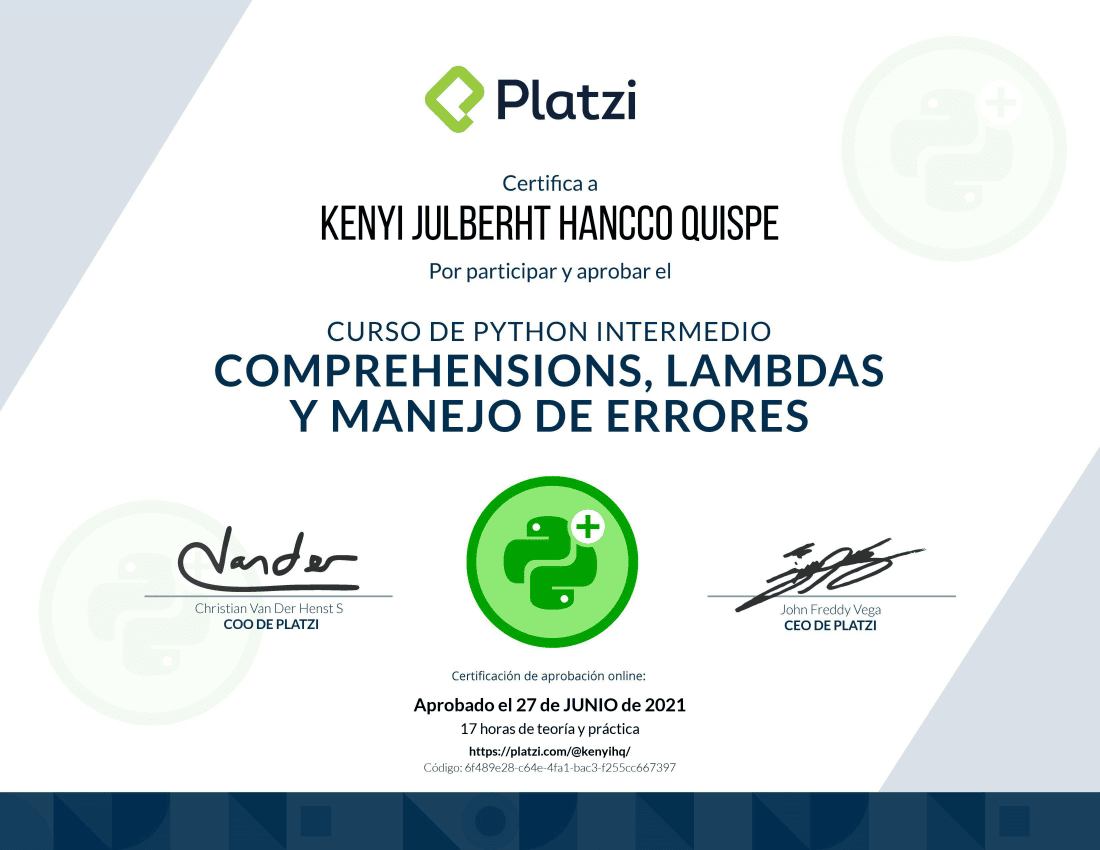 Platzi
Certifica a
KENYI JULBERHT HANCCO QUISPE
Por participar y aprobar el
CURSO DE PYTHON INTERMEDIO
COMPREHENSIONS, LAMBDAS
Y MANEJO DE ERRORES
Vander
Christian Van Der Henst S
COO DE PLATZI
John Freddy Vega
CEO DE PLATZI
Certificación de aprobación online:
Aprobado el 27 de JUNIO de 2021
17 horas de teoría y práctica
https://platzi.com/@kenyihq/
Código: 6f489e28-c64e-4fa1-bac3-f255cc667397